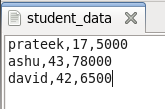 student_data
prateek,17,5000
ashu,43,78000
david,42,6500